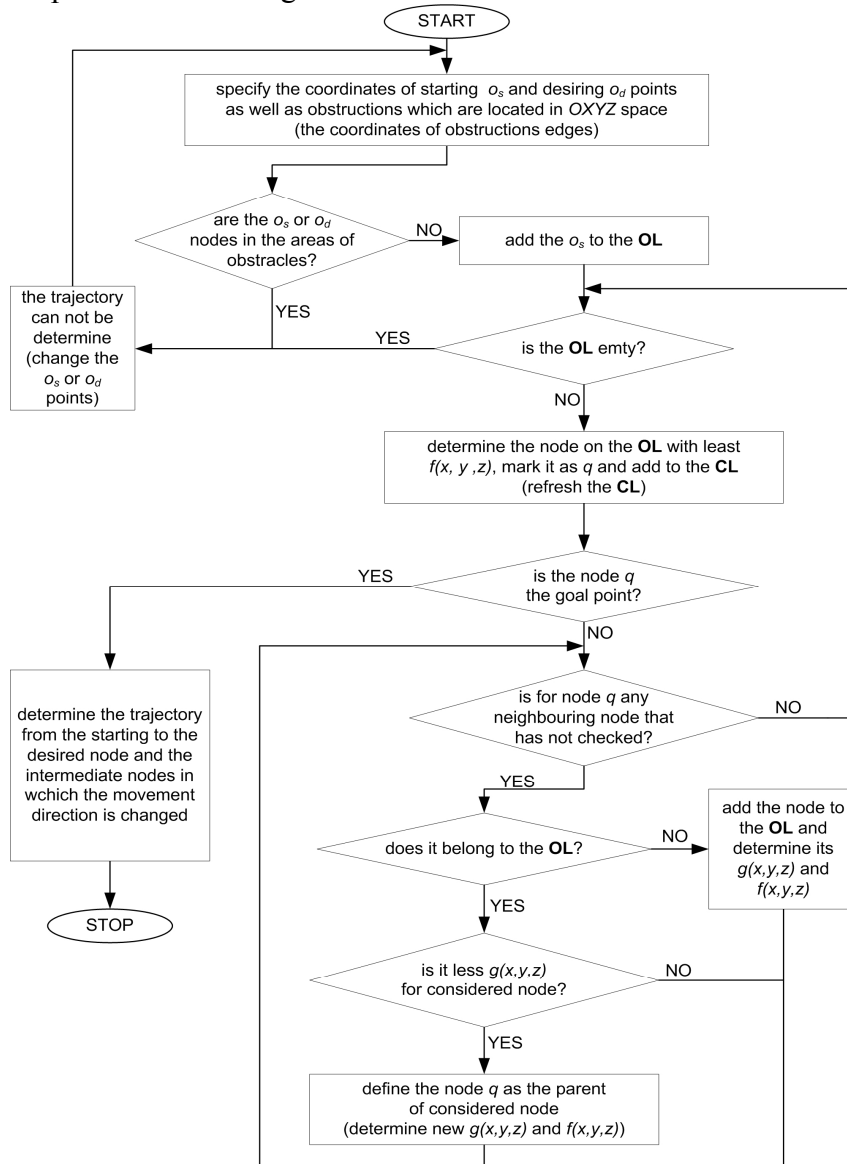 START
specify the coordinates of starting os and desiring od points
as well as obstructions which are located in OXYZ space
(the coordinates of obstructions edges)
are the os or od
nodes in the areas of
obstracles?
NO
add the os to the OL
YES
the trajectory
can not be
determine
(change the
os or od
points)
YES
is the OL emty?
NO
determine the node on the OL with least
f(x, y ,z), mark it as q and add to the CL
(refresh the CL)
YES
is the node q
the goal point?
NO
is for node q any
neighbouring node that
has not checked?
NO
determine the trajectory
from the starting to the
desired node and the
intermediate nodes in
wchich the movement
direction is changed
YES
does it belong to the OL?
NO
add the node to
the OL and
determine its
g(x,y,z) and
f(x,y,z)
STOP
YES
is it less g(x,y,z)
for considered node?
NO
YES
define the node q as the parent
of considered node
(determine new g(x,y,z) and f(x,y,z))